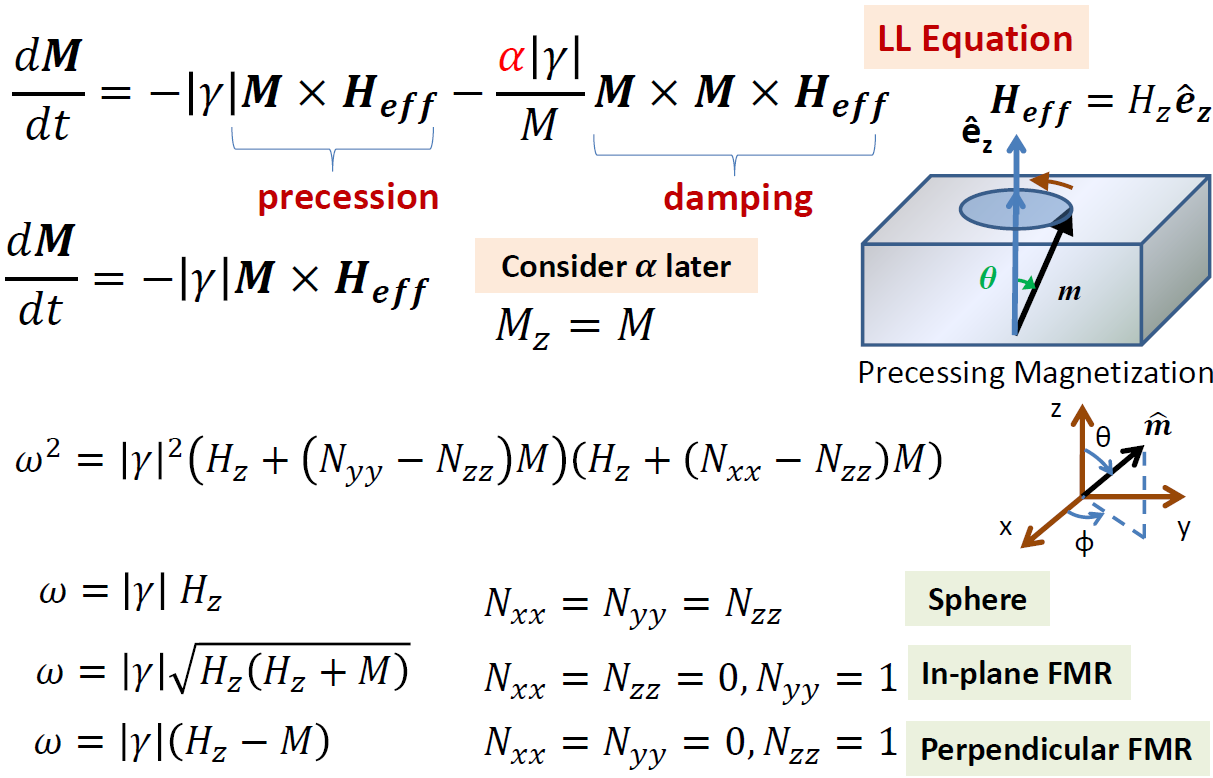 LL Equation
d𝑴/dt = −|γ|𝑴 × 𝑯_eff − α|γ|/M 𝑴 × 𝑴 × 𝑯_eff
precession
damping
𝑯_eff = H_z ê_z
ê_z
d𝑴/dt = −|γ|𝑴 × 𝑯_eff
Consider α later
M_z = M
θ
m
Precessing Magnetization
ω² = |γ|²(H_z + (N_yy − N_zz)M)(H_z + (N_xx − N_zz)M)
z
θ
m̂
x
ϕ
y
ω = |γ| H_z
N_xx = N_yy = N_zz
Sphere
ω = |γ|√(H_z(H_z + M))
N_xx = N_zz = 0, N_yy = 1
In-plane FMR
ω = |γ|(H_z − M)
N_xx = N_yy = 0, N_zz = 1
Perpendicular FMR